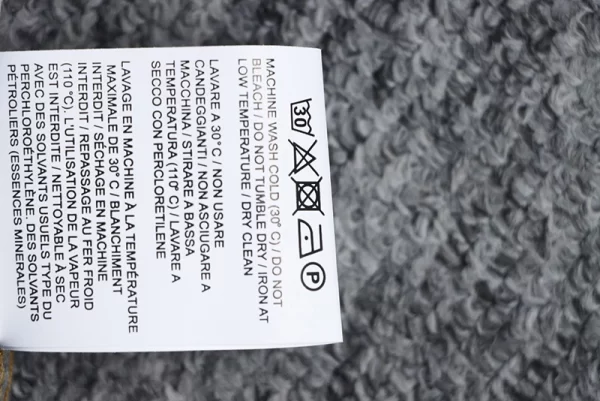 30 P
MACHINE WASH COLD (30° C) / DO NOT
BLEACH / DO NOT TUMBLE DRY / IRON AT
LOW TEMPERATURE / DRY CLEAN
LAVARE A 30°C / NON USARE
CANDEGGIANTI / NON ASCIUGARE A
MACCHINA / STIRARE A BASSA
TEMPERATURA (110° C) / LAVARE A
SECCO CON PERCLORETILENE
LAVAGE EN MACHINE À LA TEMPÉRATURE
MAXIMALE DE 30° C / BLANCHIMENT
INTERDIT / SÉCHAGE EN MACHINE
INTERDIT / REPASSAGE AU FER FROID
(110 °C). L'UTILISATION DE LA VAPEUR
EST INTERDITE / NETTOYABLE À SEC
AVEC DES SOLVANTS USUELS TYPE DU
PERCHLOROÉTHYLÈNE, DES SOLVANTS
PÉTROLIERS (ESSENCES MINERALES)